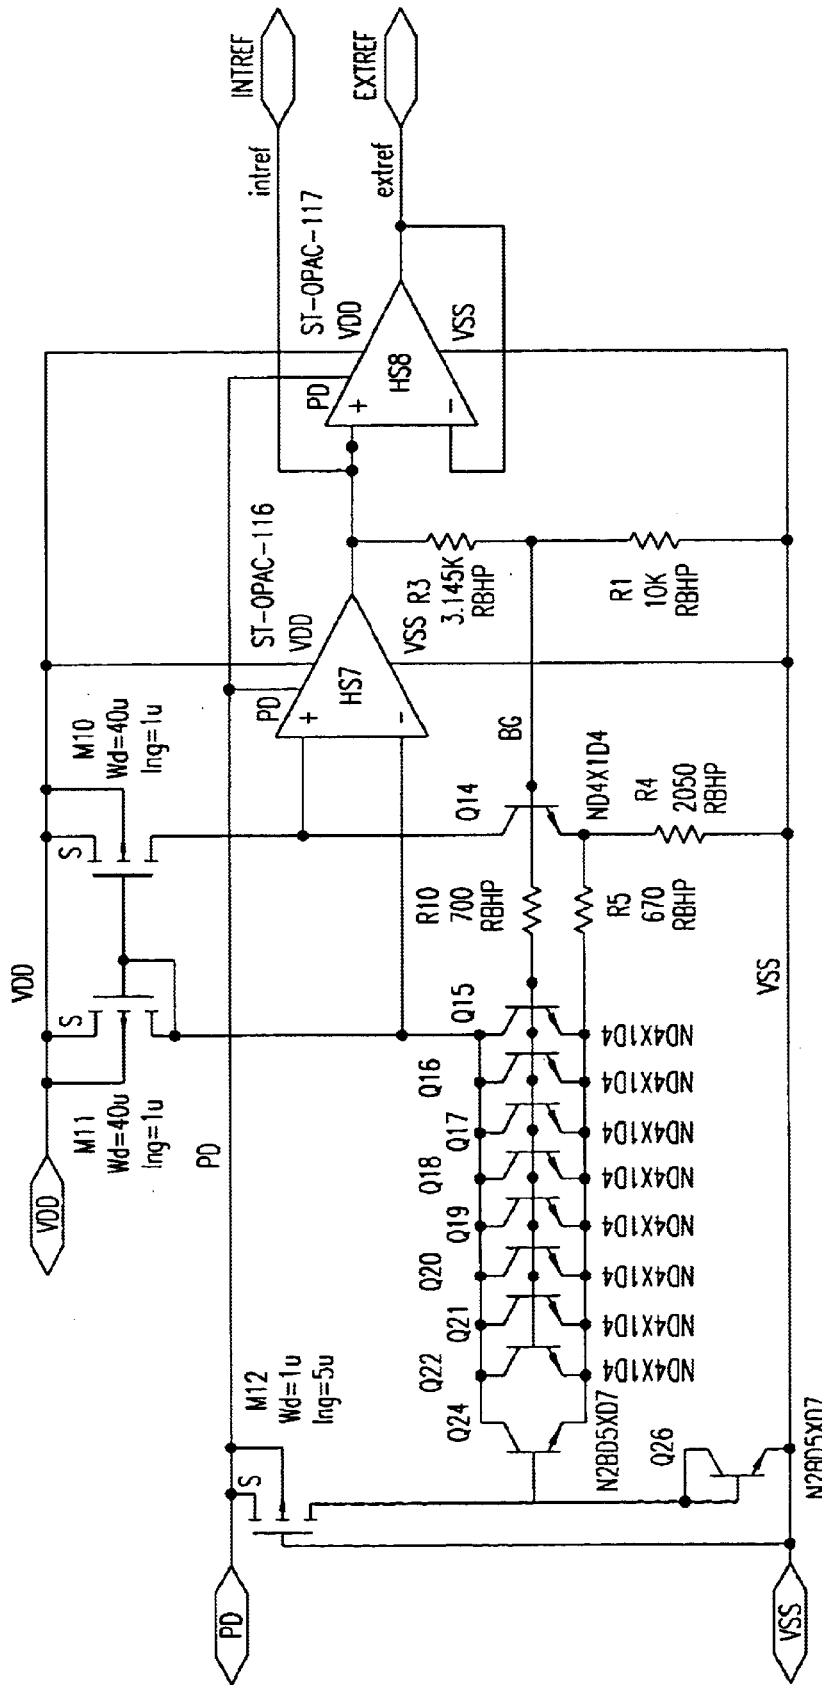 INTREF
intref
EXTREF
extref
ST-OPAC-117
VDD
PD
+
HS8
-
VSS
ST-OPAC-116
VDD
PD
+
HS7
-
VSS
R3
3.145K
RBHP
R1
10K
RBHP
BG
M10
Wd=40u
lng=1u
S
VDD
S
M11
Wd=40u
lng=1u
VDD
PD
Q14
ND4X1D4
R4
2050
RBHP
R10
700
RBHP
R5
670
RBHP
VSS
Q15
Q16
Q17
Q18
Q19
Q20
Q21
Q22
Q24
ND4X1D4
ND4X1D4
ND4X1D4
ND4X1D4
ND4X1D4
ND4X1D4
ND4X1D4
ND4X1D4
N2BD5XD7
M12
Wd=1u
lng=5u
S
Q26
N2BD5XD7
PD
VSS